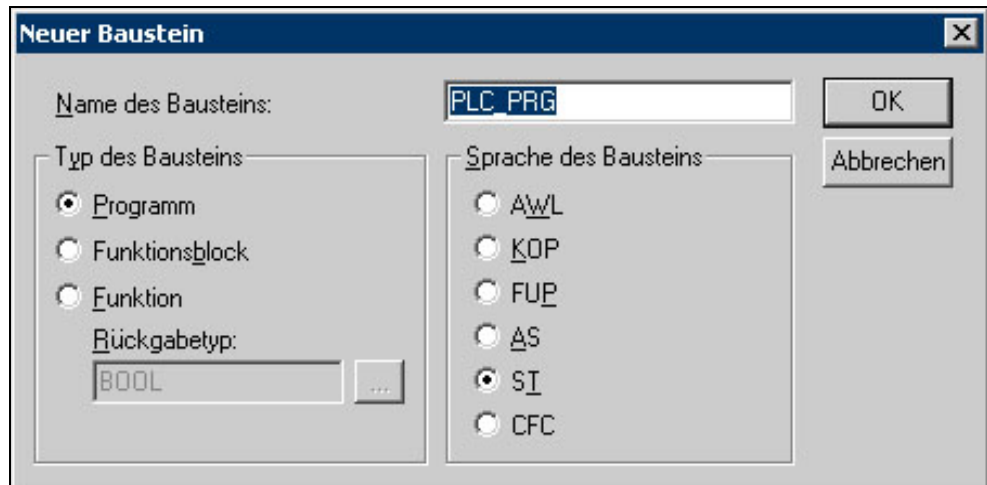 Neuer Baustein
Name des Bausteins:
PLC_PRG
OK
Abbrechen
Typ des Bausteins
Programm
Funktionsblock
Funktion
Rückgabetyp:
BOOL
...
Sprache des Bausteins
AWL
KOP
FUP
AS
ST
CFC